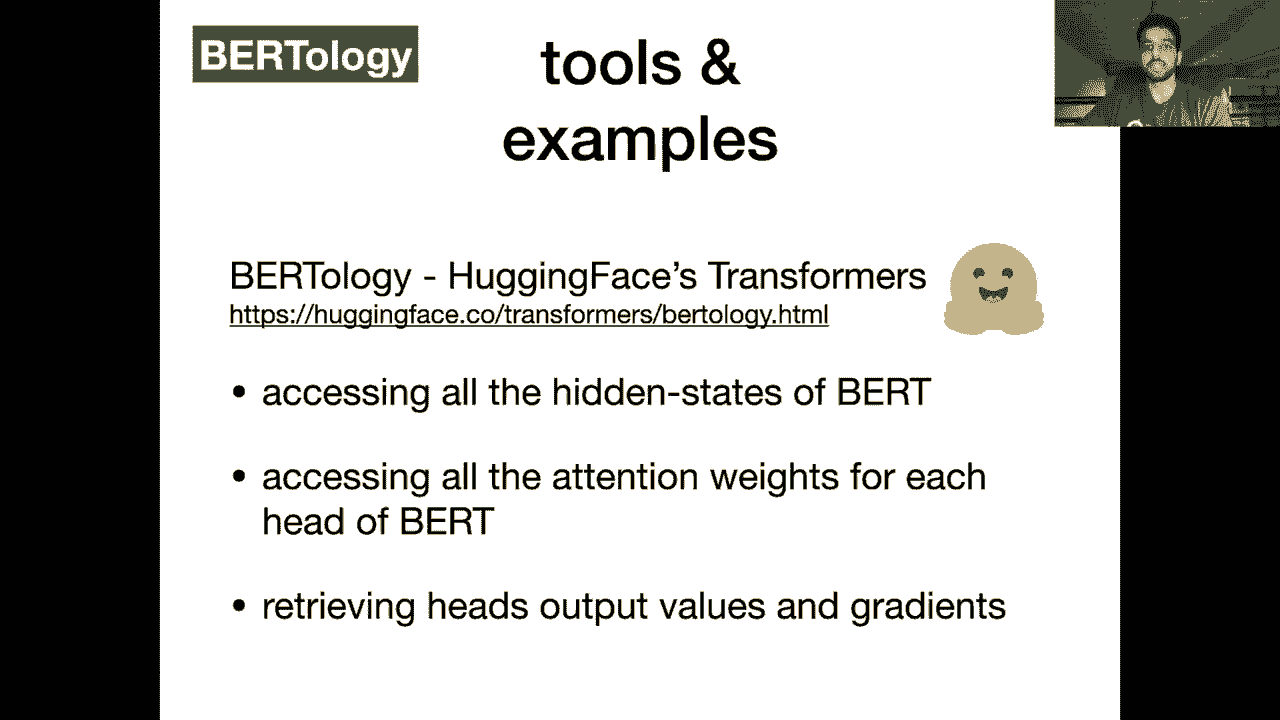 BERTology
tools &
examples
BERTology - HuggingFace's Transformers
https://huggingface.co/transformers/bertology.html
• accessing all the hidden-states of BERT
• accessing all the attention weights for each
head of BERT
• retrieving heads output values and gradients